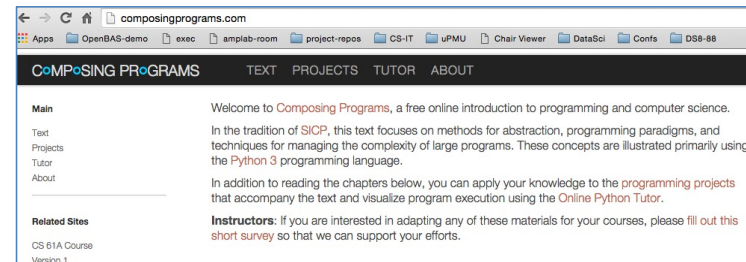 composingprograms.com
Apps OpenBAS-demo exec amplab-room project-repos CS-IT uPMU Chair Viewer DataSci Confs DS8-88
COMPOSING PROGRAMS TEXT PROJECTS TUTOR ABOUT
Main
Text
Projects
Tutor
About
Related Sites
CS 61A Course
Version 1
Welcome to Composing Programs, a free online introduction to programming and computer science.
In the tradition of SICP, this text focuses on methods for abstraction, programming paradigms, and
techniques for managing the complexity of large programs. These concepts are illustrated primarily using
the Python 3 programming language.
In addition to reading the chapters below, you can apply your knowledge to the programming projects
that accompany the text and visualize program execution using the Online Python Tutor.
Instructors: If you are interested in adapting any of these materials for your courses, please fill out this
short survey so that we can support your efforts.